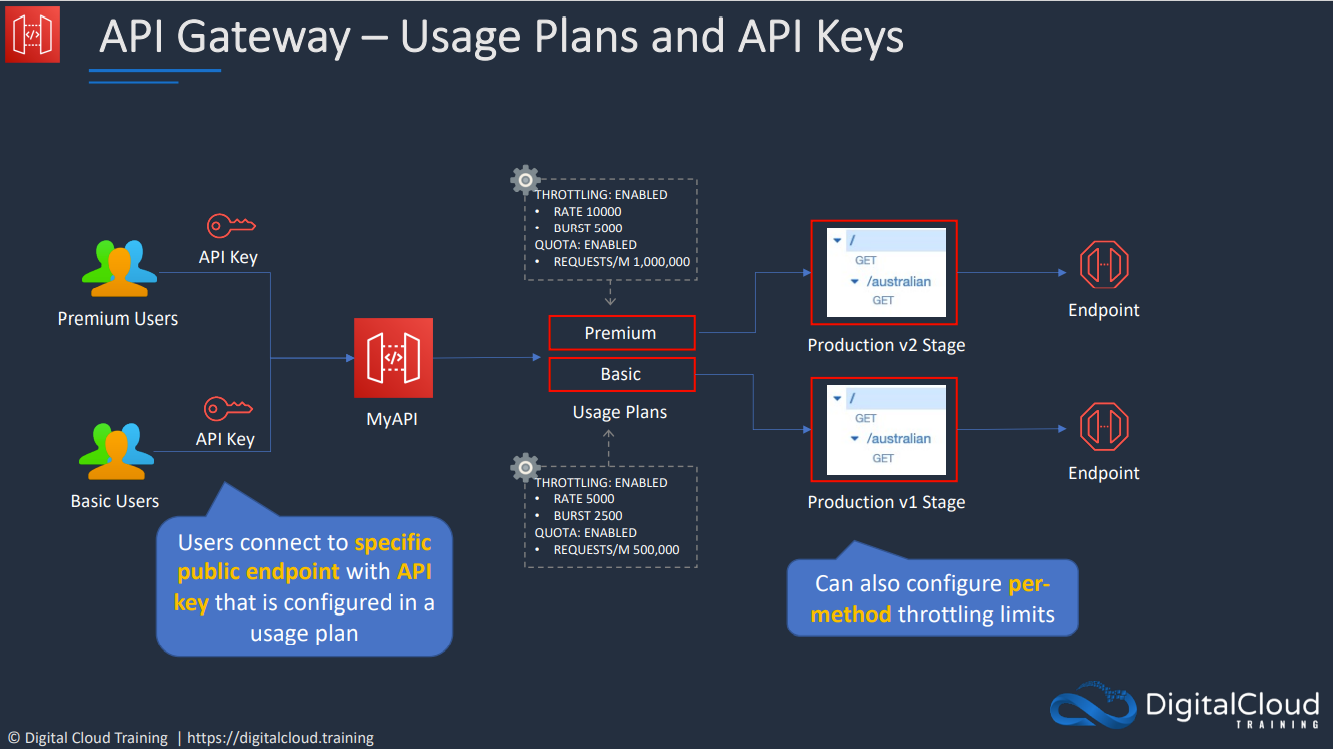 API Gateway – Usage Plans and API Keys
THROTTLING: ENABLED
• RATE 10000
• BURST 5000
QUOTA: ENABLED
• REQUESTS/M 1,000,000
API Key
Premium Users
API Key
Basic Users
MyAPI
Premium
Basic
Usage Plans
THROTTLING: ENABLED
• RATE 5000
• BURST 2500
QUOTA: ENABLED
• REQUESTS/M 500,000
/
GET
/australian
GET
Production v2 Stage
Endpoint
/
GET
/australian
GET
Production v1 Stage
Endpoint
Users connect to specific
public endpoint with API
key that is configured in a
usage plan
Can also configure per-
method throttling limits
DigitalCloud
TRAINING
© Digital Cloud Training | https://digitalcloud.training